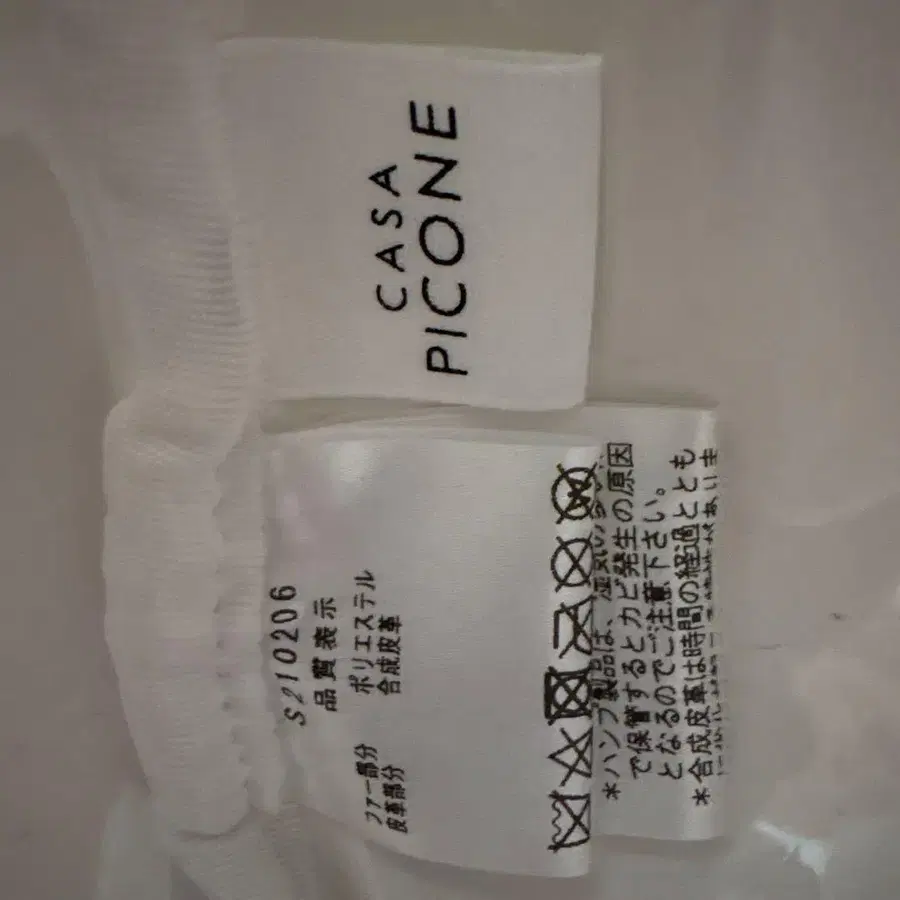 CASA
PICONE
S210206
品質表示
ファー部分 ポリエステル
皮革部分 合成皮革
*ハンプ製品は、湿気の
で保管するとカビ発生の原因
となるのでご注意下さい。
*合成皮革は時間の経過ととも